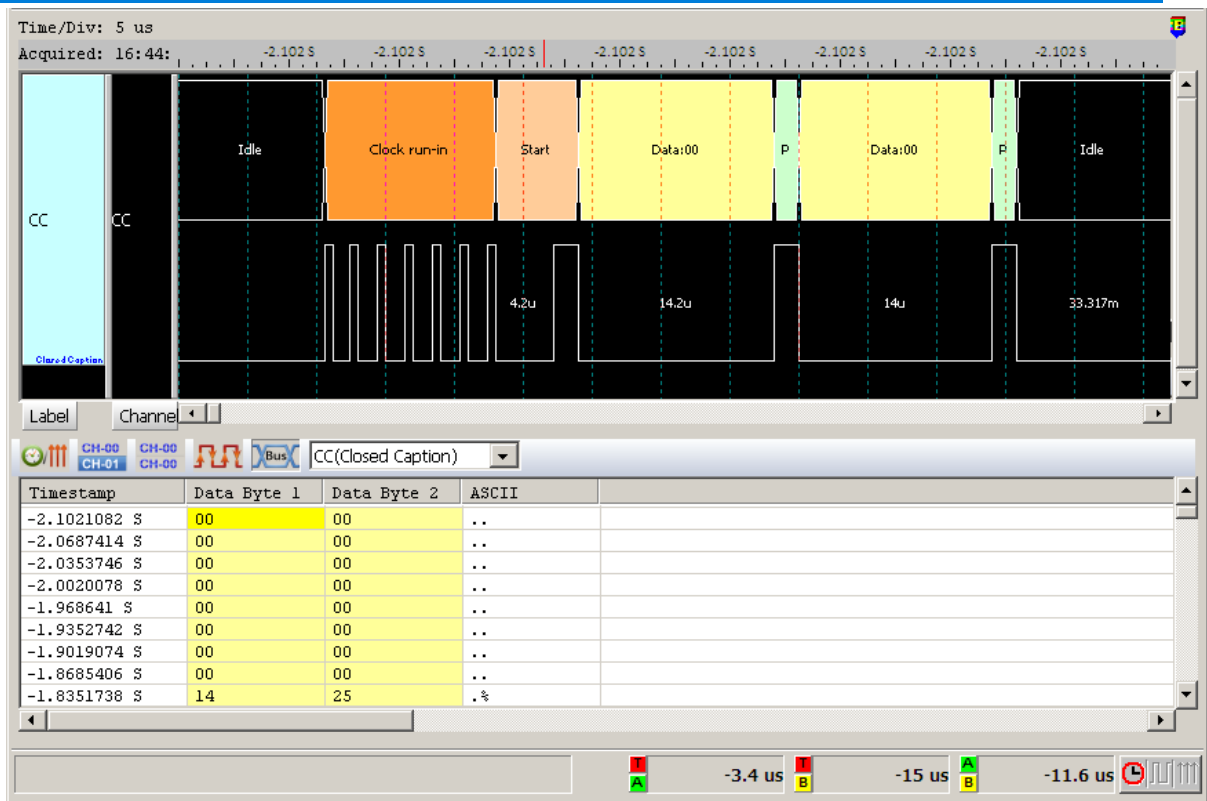 Time/Div: 5 us
Acquired: 16:44:
-2.102 S -2.102 S -2.102 S -2.102 S -2.102 S -2.102 S -2.102 S -2.102 S
Idle Clock run-in Start Data:00 P Data:00 P Idle
CC CC
4.2u 14.2u 14u 33.317m
Closed Caption
Label Channel
CH-00 CH-00
CH-01 CH-00
Bus CC(Closed Caption)
Timestamp Data Byte 1 Data Byte 2 ASCII
-2.1021082 S 00 00 ..
-2.0687414 S 00 00 ..
-2.0353746 S 00 00 ..
-2.0020078 S 00 00 ..
-1.968641 S 00 00 ..
-1.9352742 S 00 00 ..
-1.9019074 S 00 00 ..
-1.8685406 S 00 00 ..
-1.8351738 S 14 25 .%
T A -3.4 us T B -15 us A B -11.6 us